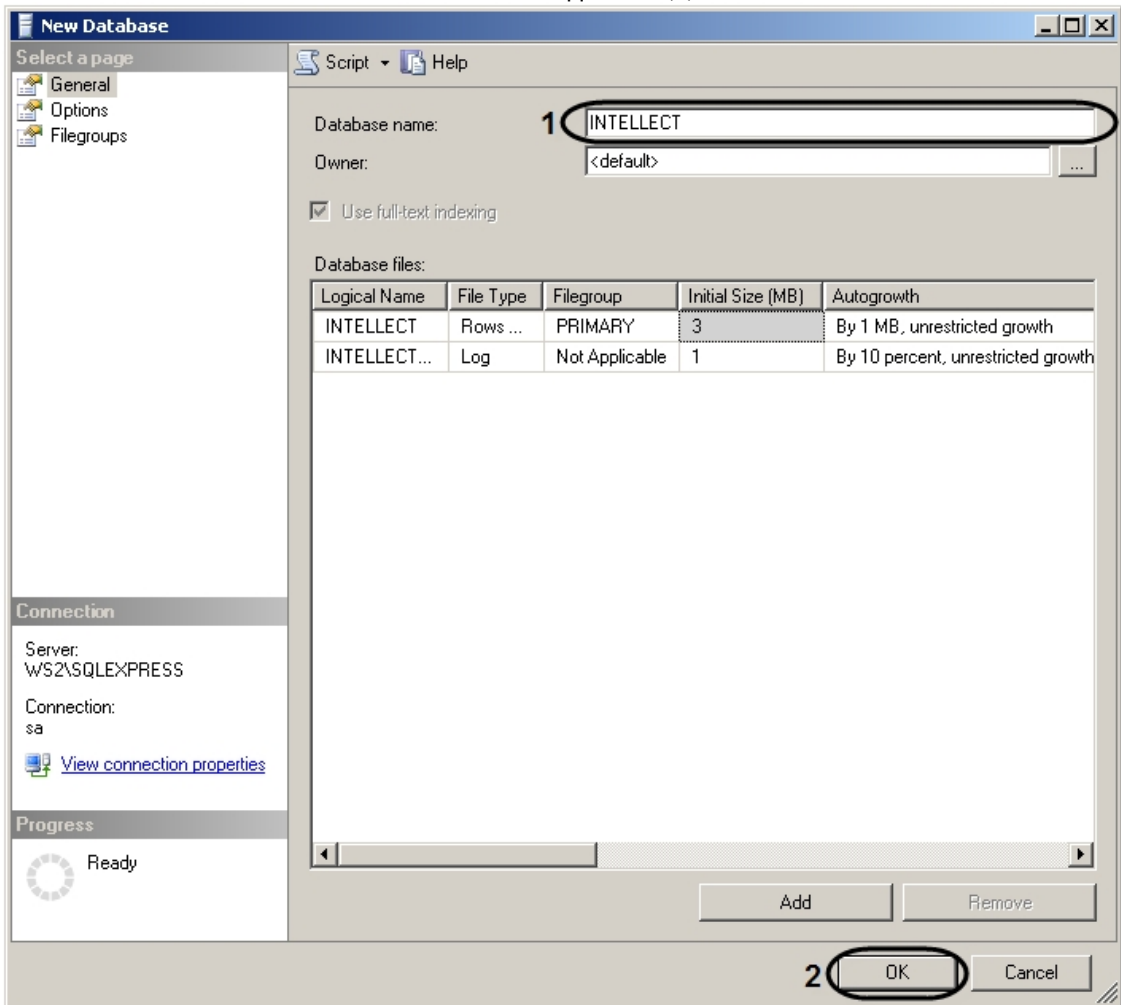 New Database
Select a page
General
Options
Filegroups
Script Help
Database name: 1 INTELLECT
Owner: <default> ...
Use full-text indexing
Database files:
Logical Name File Type Filegroup Initial Size (MB) Autogrowth
INTELLECT Rows ... PRIMARY 3 By 1 MB, unrestricted growth
INTELLECT... Log Not Applicable 1 By 10 percent, unrestricted growth
Connection
Server:
WS2\SQLEXPRESS
Connection:
sa
View connection properties
Progress
Ready
Add Remove
2 OK Cancel